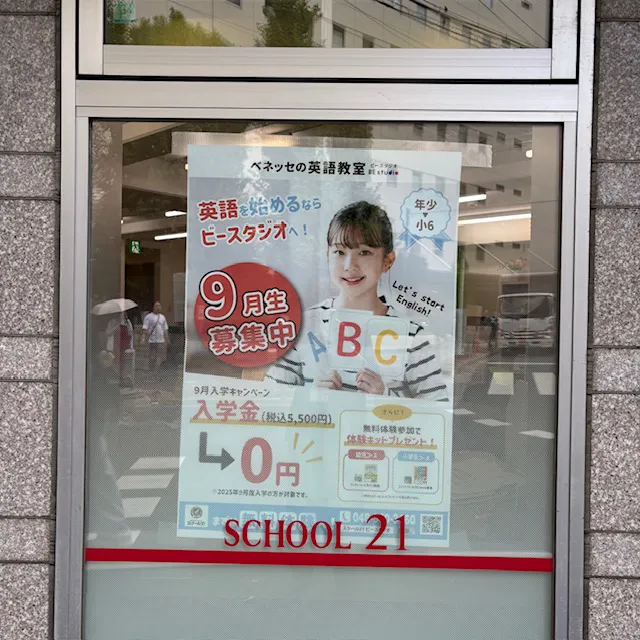 ベネッセの英語教室 ビースタジオ
BE studio
英語を始めるなら
ビースタジオへ!
年少
▼
小6
Let's start
English!
9月生
募集中
A B C
9月入学キャンペーン
入学金(税込5,500円)
0円
※2025年9月度入学の方が対象です。
さらに!
無料体験参加で
体験キットプレゼント!
SCHOOL 21